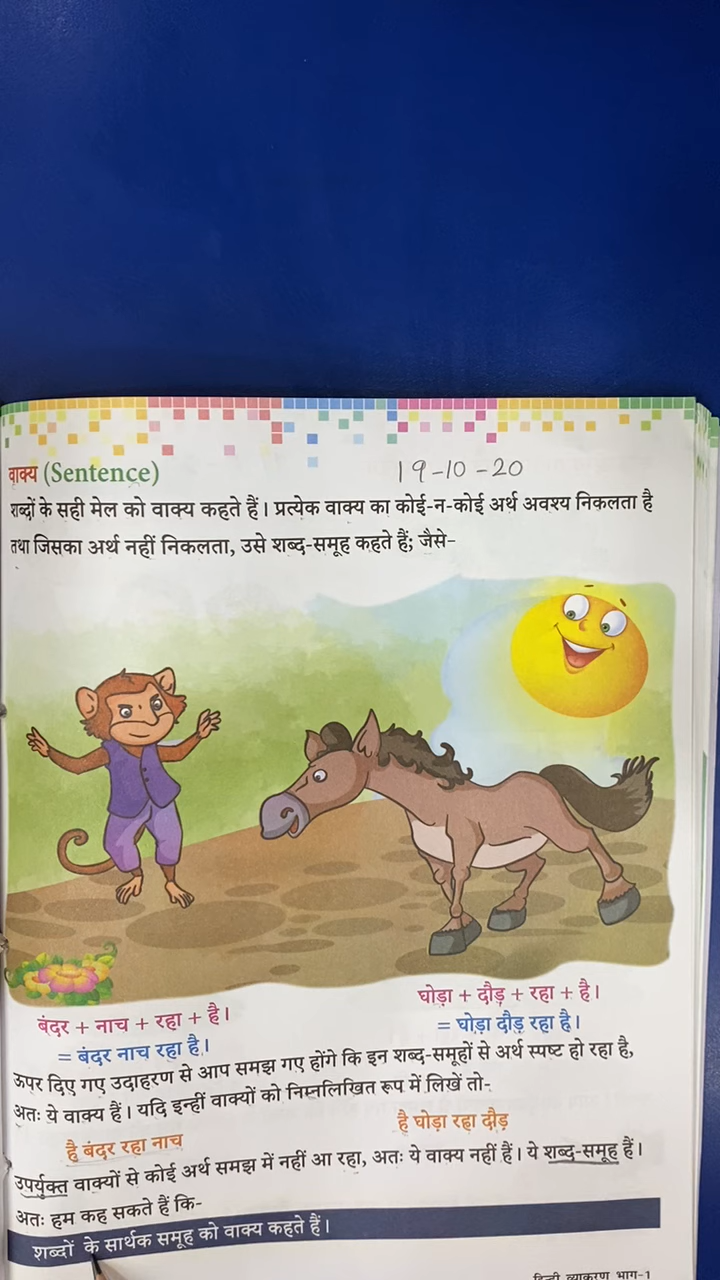 वाक्य (Sentence)
19-10-20
शब्दों के सही मेल को वाक्य कहते हैं। प्रत्येक वाक्य का कोई-न-कोई अर्थ अवश्य निकलता है
तथा जिसका अर्थ नहीं निकलता, उसे शब्द-समूह कहते हैं; जैसे-
बंदर + नाच + रहा + है।
= बंदर नाच रहा है।
घोड़ा + दौड़ + रहा + है।
= घोड़ा दौड़ रहा है।
ऊपर दिए गए उदाहरण से आप समझ गए होंगे कि इन शब्द-समूहों से अर्थ स्पष्ट हो रहा है,
अतः ये वाक्य हैं। यदि इन्हीं वाक्यों को निम्नलिखित रूप में लिखें तो-
है बंदर रहा नाच
है घोड़ा रहा दौड़
उपर्युक्त वाक्यों से कोई अर्थ समझ में नहीं आ रहा, अतः ये वाक्य नहीं हैं। ये शब्द-समूह हैं।
अतः हम कह सकते हैं कि-
शब्दों के सार्थक समूह को वाक्य कहते हैं।
हिन्दी व्याकरण भाग-1